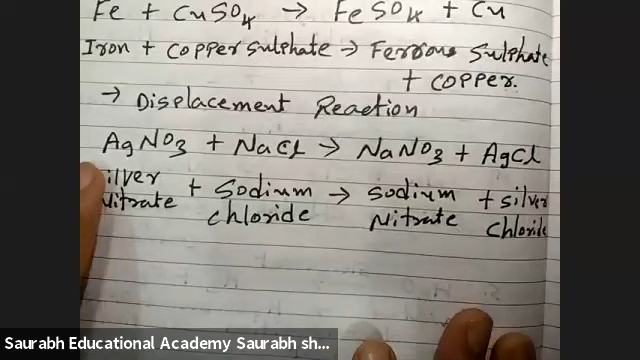 Fe + CuSO4 → FeSO4 + Cu
Iron + Copper Sulphate → Ferrous Sulphate
+ Copper.
→ Displacement Reaction
AgNO3 + NaCl → NaNO3 + AgCl
ilver + Sodium → Sodium + Silver
Nitrate Chloride Nitrate Chloride
Saurabh Educational Academy Saurabh sh...